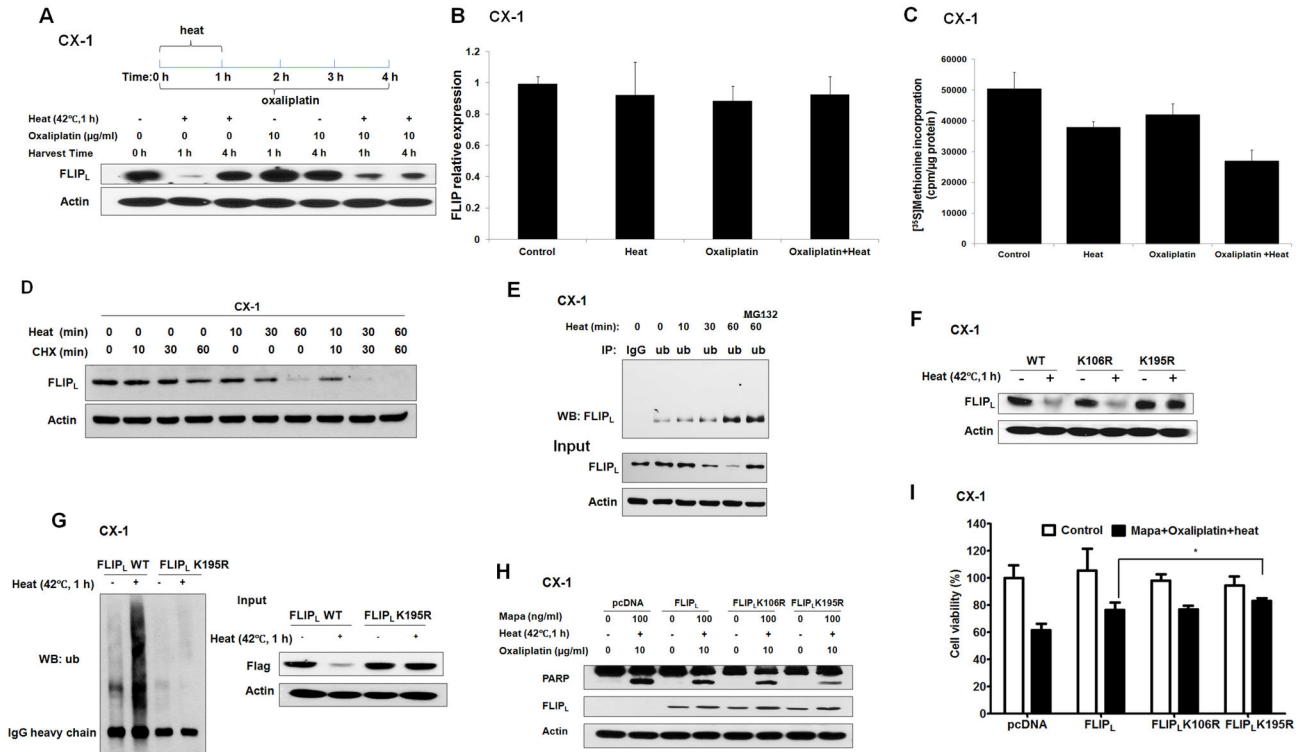 A
CX-1
heat
Time:0 h 1 h 2 h 3 h 4 h
oxaliplatin
Heat (42℃,1 h) - + + - - + +
Oxaliplatin (µg/ml) 0 0 0 10 10 10 10
Harvest Time 0 h 1 h 4 h 1 h 4 h 1 h 4 h
FLIPL
Actin
B
CX-1
FLIP relative expression
1.2
1
0.8
0.6
0.4
0.2
0
Control Heat Oxaliplatin Oxaliplatin+Heat
C
CX-1
[³⁵S]Methionine incorporation
(cpm/µg protein)
60000
50000
40000
30000
20000
10000
0
Control Heat Oxaliplatin Oxaliplatin +Heat
D
CX-1
Heat (min) 0 0 0 0 10 30 60 10 30 60
CHX (min) 0 10 30 60 0 0 0 10 30 60
FLIPL
Actin
E
CX-1
MG132
Heat (min): 0 0 10 30 60 60
IP: IgG ub ub ub ub ub
WB: FLIPL
Input
FLIPL
Actin
F
CX-1
WT K106R K195R
Heat (42℃,1 h) - + - + - +
FLIPL
Actin
G
CX-1
FLIPL WT FLIPL K195R
Heat (42℃, 1 h) - + - +
WB: ub
IgG heavy chain
Input
FLIPL WT FLIPL K195R
Heat (42℃, 1 h) - + - +
Flag
Actin
H
CX-1
pcDNA FLIPL FLIPLK106R FLIPLK195R
Mapa (ng/ml) 0 100 0 100 0 100 0 100
Heat (42℃,1 h) - + - + - + - +
Oxaliplatin (µg/ml) 0 10 0 10 0 10 0 10
PARP
FLIPL
Actin
I
CX-1
Control Mapa+Oxaliplatin+heat
Cell viability (%)
140
120
100
80
60
40
20
0
*
pcDNA FLIPL FLIPLK106R FLIPLK195R